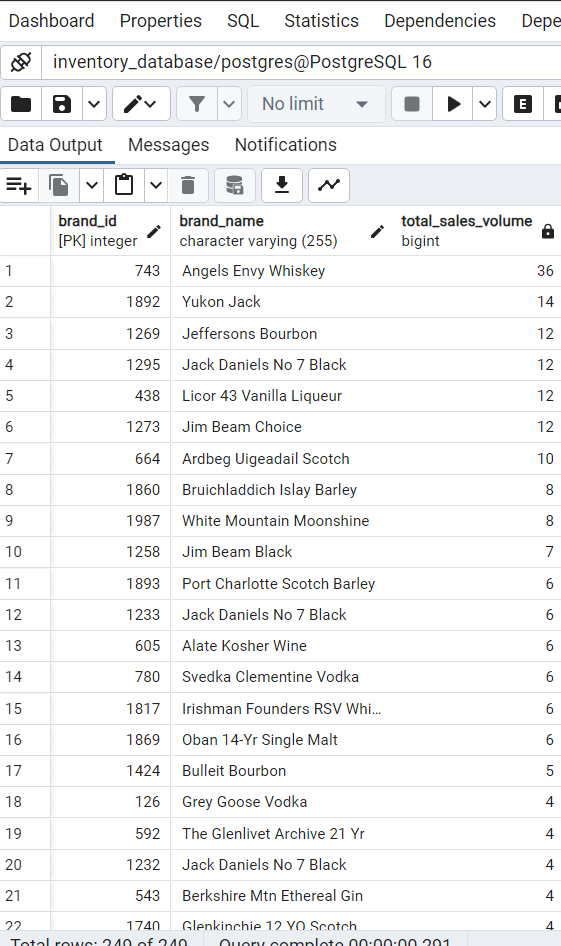 Dashboard Properties SQL Statistics Dependencies Depe
inventory_database/postgres@PostgreSQL 16
No limit E
Data Output Messages Notifications
brand_id brand_name total_sales_volume
[PK] integer character varying (255) bigint
1 743 Angels Envy Whiskey 36
2 1892 Yukon Jack 14
3 1269 Jeffersons Bourbon 12
4 1295 Jack Daniels No 7 Black 12
5 438 Licor 43 Vanilla Liqueur 12
6 1273 Jim Beam Choice 12
7 664 Ardbeg Uigeadail Scotch 10
8 1860 Bruichladdich Islay Barley 8
9 1987 White Mountain Moonshine 8
10 1258 Jim Beam Black 7
11 1893 Port Charlotte Scotch Barley 6
12 1233 Jack Daniels No 7 Black 6
13 605 Alate Kosher Wine 6
14 780 Svedka Clementine Vodka 6
15 1817 Irishman Founders RSV Whi... 6
16 1869 Oban 14-Yr Single Malt 6
17 1424 Bulleit Bourbon 5
18 126 Grey Goose Vodka 4
19 592 The Glenlivet Archive 21 Yr 4
20 1232 Jack Daniels No 7 Black 4
21 543 Berkshire Mtn Ethereal Gin 4
22 1740 Glenkinchie 12 YO Scotch 4
Total rows: 249 of 249 Query complete 00:00:00.291